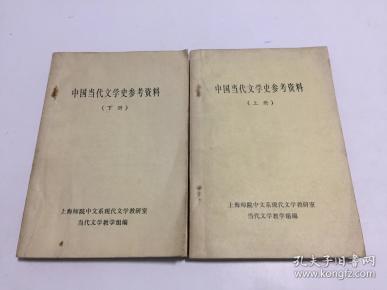 中国当代文学史参考资料
（下册）
上海师院中文系现代文学教研室
当代文学教学组编
中国当代文学史参考资料
（上册）
上海师院中文系现代文学教研室
当代文学教学组编
孔夫子旧书网
kongfz.com